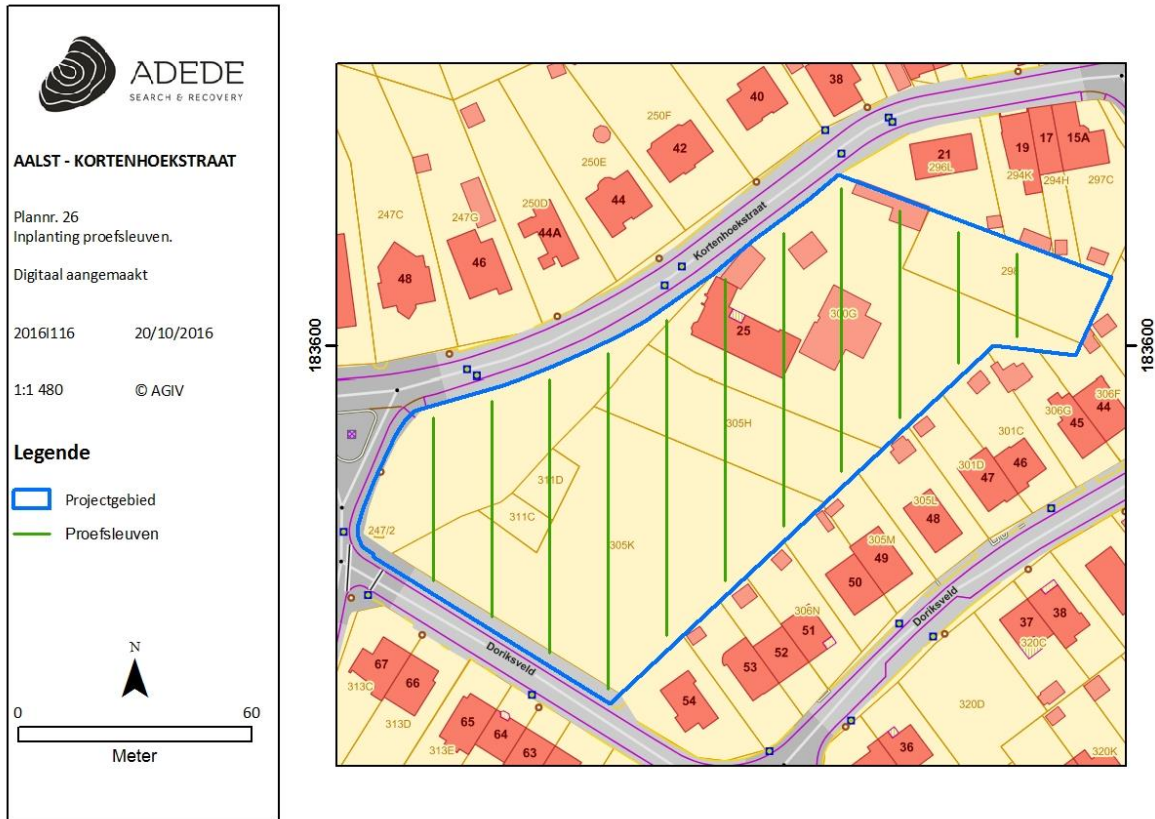 ADEDE
SEARCH & RECOVERY
AALST - KORTENHOEKSTRAAT
Plannr. 26
Inplanting proefsleuven.
Digitaal aangemaakt
2016I116 20/10/2016
1:1 480 © AGIV
Legende
Projectgebied
Proefsleuven
N
0 60
Meter
183600
183600
40
38
250F
42
250E
44
250D
44A
247C
247G
46
48
Kortenhoekstraat
21
296L
19
17
15A
294K
294H
297C
25
300G
305H
311D
311C
305K
247/2
306F
44
306G
45
301C
46
301D
47
305L
48
305M
49
50
306N
51
52
53
54
Doriksveld
Doriksveld
67
66
313C
313D
65
64
63
313E
37
38
320C
320D
36
320K